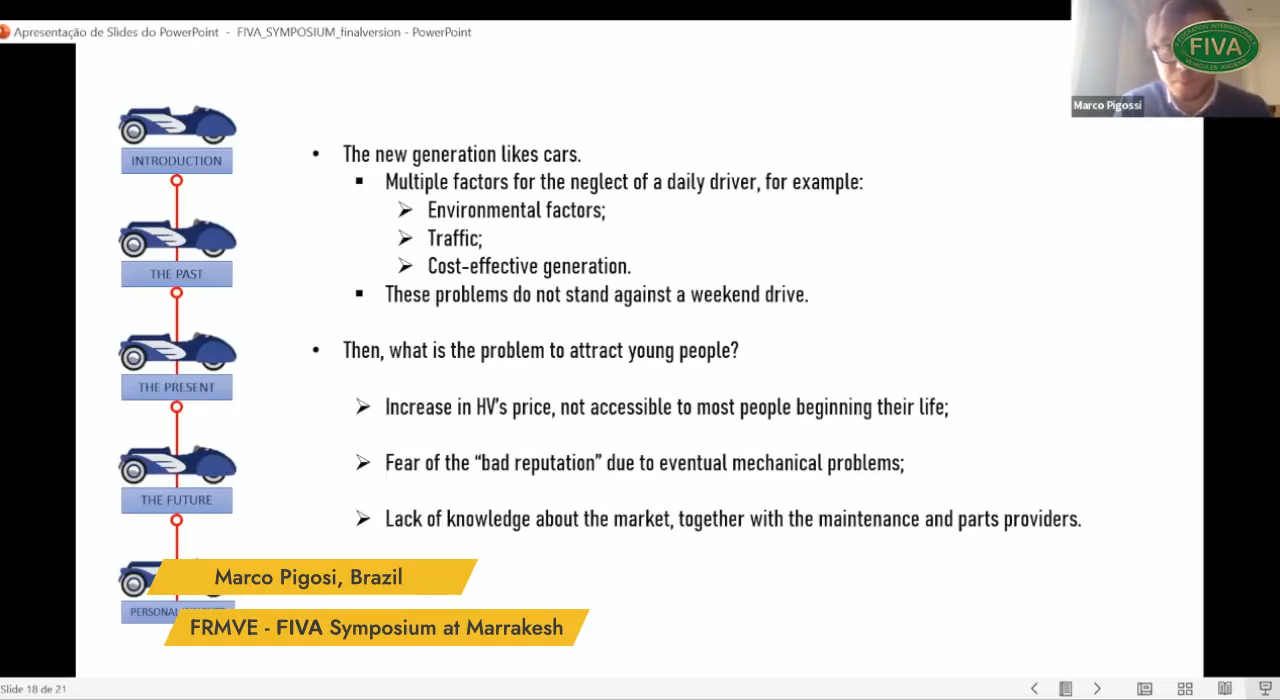 Apresentação de Slides do PowerPoint - FIVA_SYMPOSIUM_finalversion - PowerPoint
FIVA
Marco Pigossi
INTRODUCTION
THE PAST
THE PRESENT
THE FUTURE
PERSONAL
• The new generation likes cars.
▪ Multiple factors for the neglect of a daily driver, for example:
➢ Environmental factors;
➢ Traffic;
➢ Cost-effective generation.
▪ These problems do not stand against a weekend drive.
• Then, what is the problem to attract young people?
➢ Increase in HV's price, not accessible to most people beginning their life;
➢ Fear of the “bad reputation” due to eventual mechanical problems;
➢ Lack of knowledge about the market, together with the maintenance and parts providers.
Marco Pigosi, Brazil
FRMVE - FIVA Symposium at Marrakesh
Slide 18 de 21